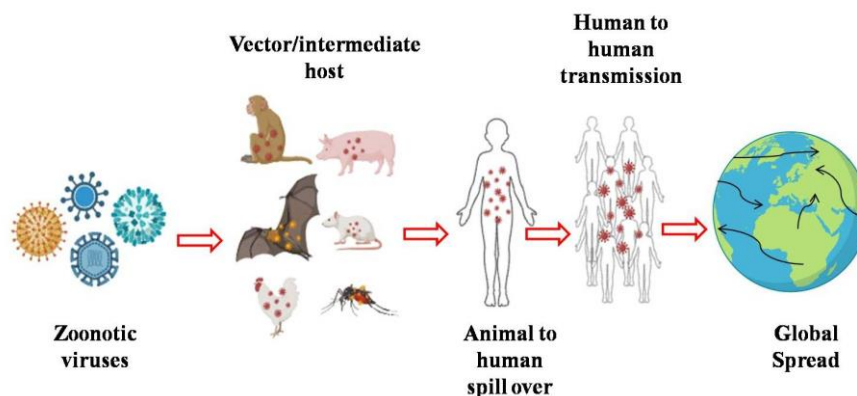 Zoonotic
viruses
Vector/intermediate
host
Animal to
human
spill over
Human to
human
transmission
Global
Spread